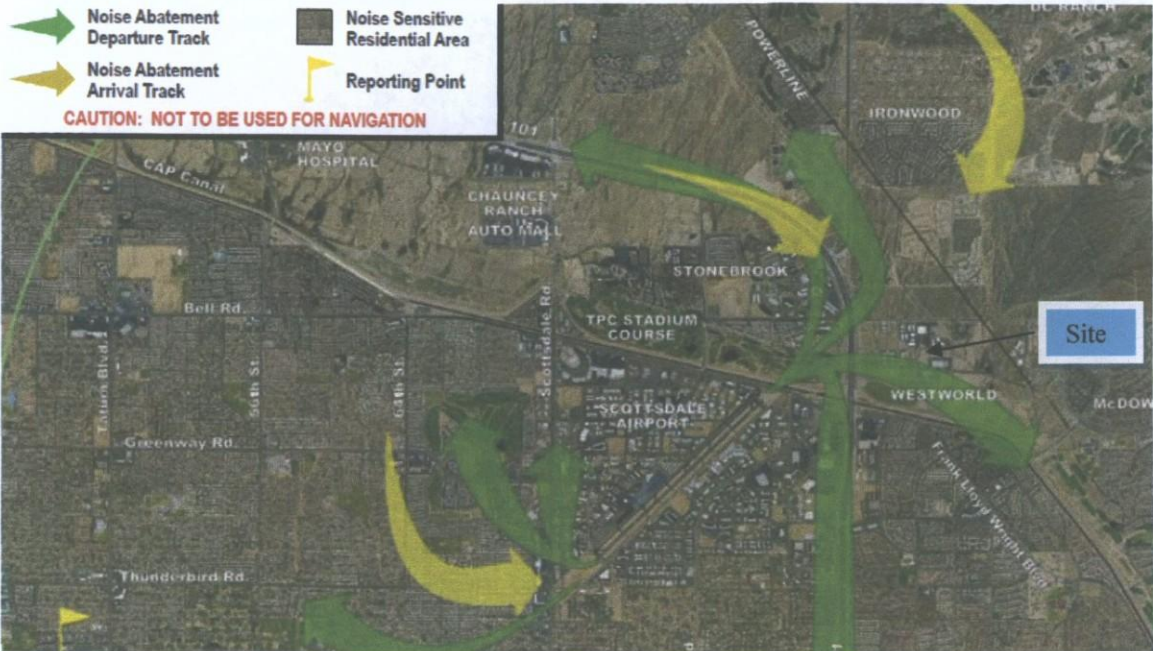 Noise Abatement
Departure Track
Noise Sensitive
Residential Area
Noise Abatement
Arrival Track
Reporting Point
CAUTION: NOT TO BE USED FOR NAVIGATION
DC RANCH
POWERLINE
IRONWOOD
101
MAYO
HOSPITAL
CAP Canal
CHAUNCEY
RANCH
AUTO MALL
STONEBROOK
Bell Rd.
Scottsdale Rd.
TPC STADIUM
COURSE
Site
Tatum Blvd.
56th St.
64th St.
SCOTTSDALE
AIRPORT
WESTWORLD
McDOW
Greenway Rd.
Frank Lloyd Wright Blvd.
Thunderbird Rd.
d
1